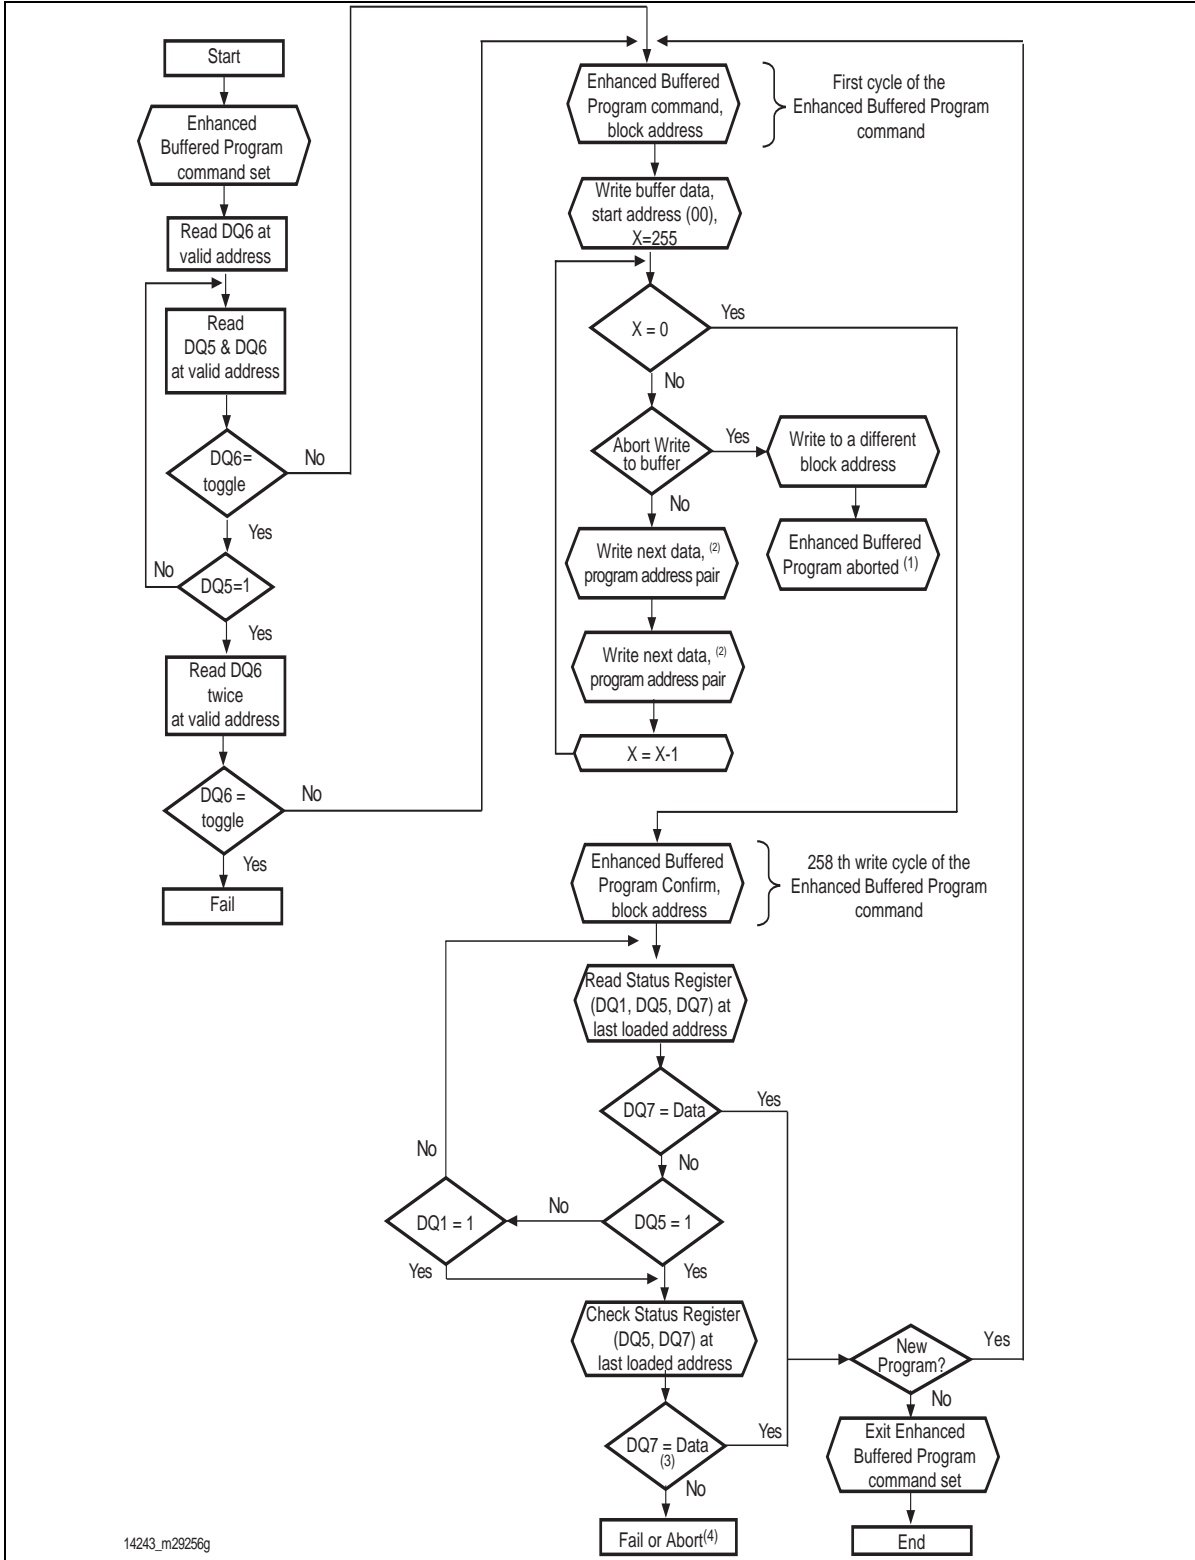 Start
Enhanced
Buffered Program
command set
Read DQ6 at
valid address
Read
DQ5 & DQ6
at valid address
DQ6=
toggle
No
Yes
DQ5=1
No
Yes
Read DQ6
twice
at valid address
DQ6 =
toggle
No
Yes
Fail
Enhanced Buffered
Program command,
block address
First cycle of the
Enhanced Buffered Program
command
Write buffer data,
start address (00),
X=255
X = 0
Yes
No
Abort Write
to buffer
Yes
No
Write to a different
block address
Enhanced Buffered
Program aborted (1)
Write next data, (2)
program address pair
Write next data, (2)
program address pair
X = X-1
Enhanced Buffered
Program Confirm,
block address
258 th write cycle of the
Enhanced Buffered Program
command
Read Status Register
(DQ1, DQ5, DQ7) at
last loaded address
DQ7 = Data
Yes
No
DQ5 = 1
No
Yes
DQ1 = 1
No
Yes
Check Status Register
(DQ5, DQ7) at
last loaded address
DQ7 = Data
(3)
Yes
No
Fail or Abort(4)
New
Program?
Yes
No
Exit Enhanced
Buffered Program
command set
End
14243_m29256g